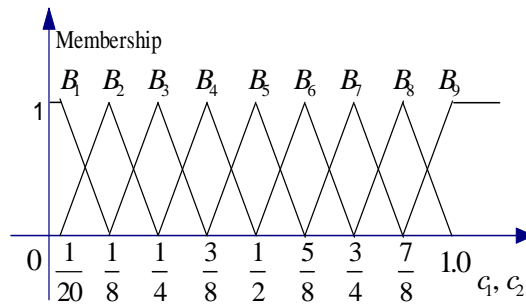 Membership
B₁ B₂ B₃ B₄ B₅ B₆ B₇ B₈ B₉
1
0 1/20 1/8 1/4 3/8 1/2 5/8 3/4 7/8 1.0
c₁, c₂